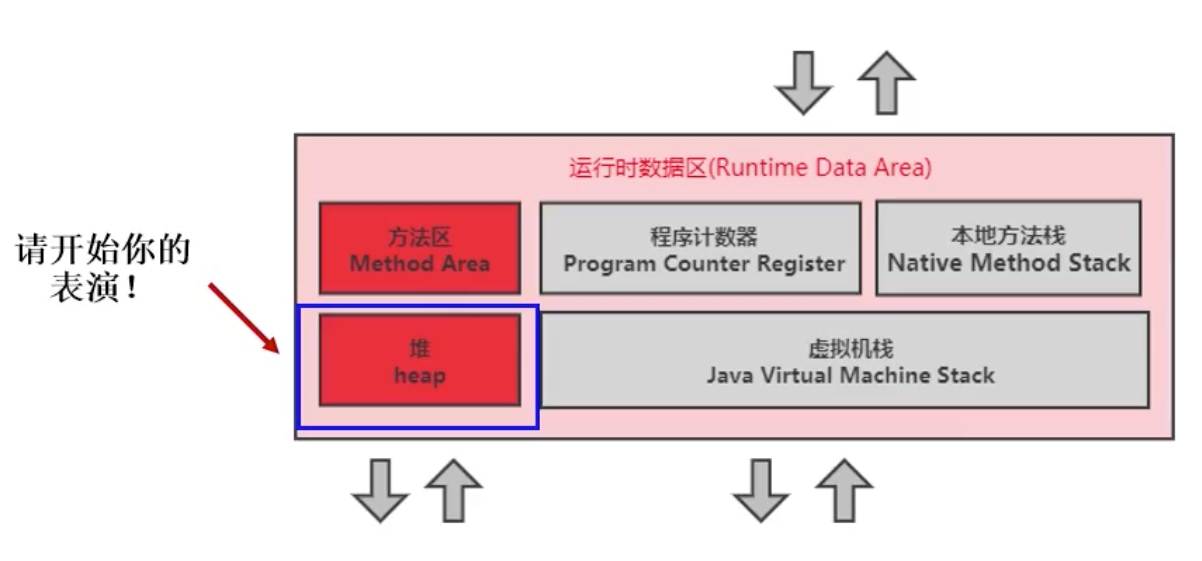 运行时数据区(Runtime Data Area)
方法区
Method Area
程序计数器
Program Counter Register
本地方法栈
Native Method Stack
请开始你的
表演！
堆
heap
虚拟机栈
Java Virtual Machine Stack